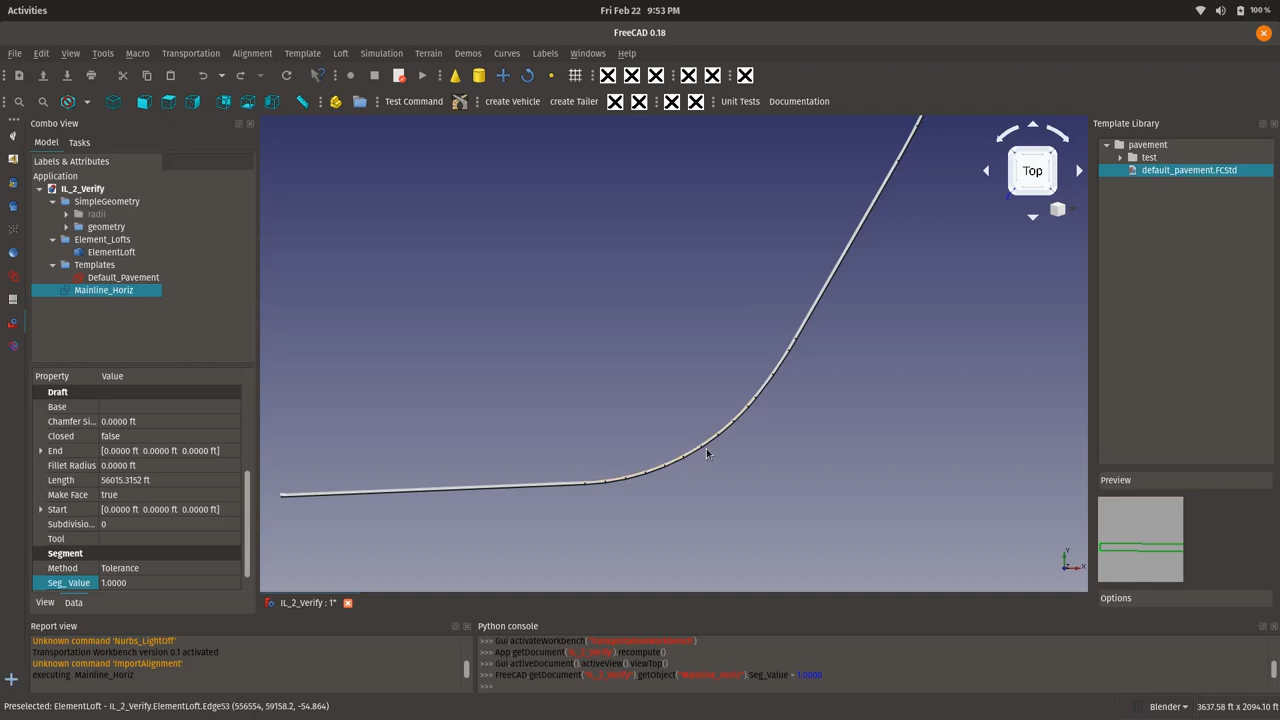 Activities
Fri Feb 22 9:53 PM
100 %
FreeCAD 0.18
File Edit View Tools Macro Transportation Alignment Template Loft Simulation Terrain Demos Curves Labels Windows Help
Test Command create Vehicle create Tailer Unit Tests Documentation
Combo View
Model Tasks
Labels & Attributes
Application
IL_2_Verify
SimpleGeometry
radii
geometry
Element_Lofts
ElementLoft
Templates
Default_Pavement
Mainline_Horiz
Property Value
Draft
Base
Chamfer Si... 0.0000 ft
Closed false
End [0.0000 ft 0.0000 ft 0.0000 ft]
Fillet Radius 0.0000 ft
Length 56015.3152 ft
Make Face true
Start [0.0000 ft 0.0000 ft 0.0000 ft]
Subdivisio... 0
Tool
Segment
Method Tolerance
Seg_ Value 1.0000
View Data
Top
Y
Z
X
IL_2_Verify : 1*
Template Library
pavement
test
default_pavement.FCStd
Preview
Options
Report view
Unknown command 'Nurbs_LightOff'
Transportation Workbench version 0.1 activated
Unknown command 'ImportAlignment'
executing Mainline_Horiz
Python console
>>> Gui activateWorkbench("TransportationWorkbench")
>>> App getDocument("IL_2_Verify") recompute()
>>> Gui activeDocument() activeView() viewTop()
>>> FreeCAD getDocument("IL_2_Verify") getObject("Mainline_Horiz") Seg_Value = 1.0000
>>>
Preselected: ElementLoft - IL_2_Verify.ElementLoft.Edge53 (556554, 59158.2, -54.864)
Blender
3637.58 ft x 2094.10 ft